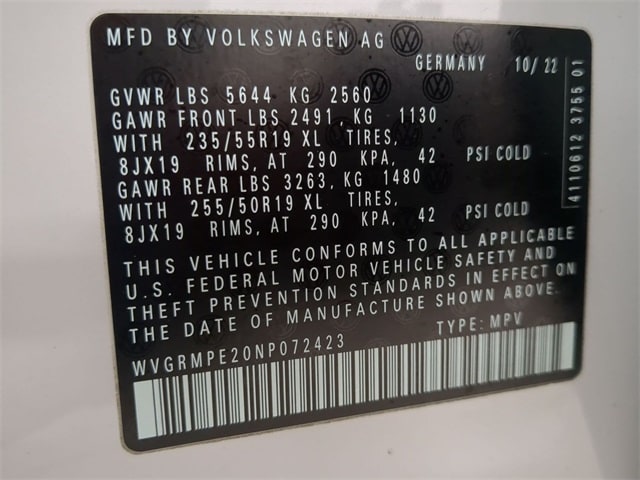 MFD BY VOLKSWAGEN AG
GERMANY 10/22
GVWR LBS 5644 KG 2560
GAWR FRONT LBS 2491 KG 1130
WITH 235/55R19 XL TIRES,
8JX19 RIMS, AT 290 KPA, 42 PSI COLD
GAWR REAR LBS 3263, KG 1480
WITH 255/50R19 XL TIRES,
8JX19 RIMS, AT 290 KPA, 42 PSI COLD
THIS VEHICLE CONFORMS TO ALL APPLICABLE
U.S. FEDERAL MOTOR VEHICLE SAFETY AND
THEFT PREVENTION STANDARDS IN EFFECT ON
THE DATE OF MANUFACTURE SHOWN ABOVE.
WVGRMPE20NP072423 TYPE: MPV
4110612 3755 01